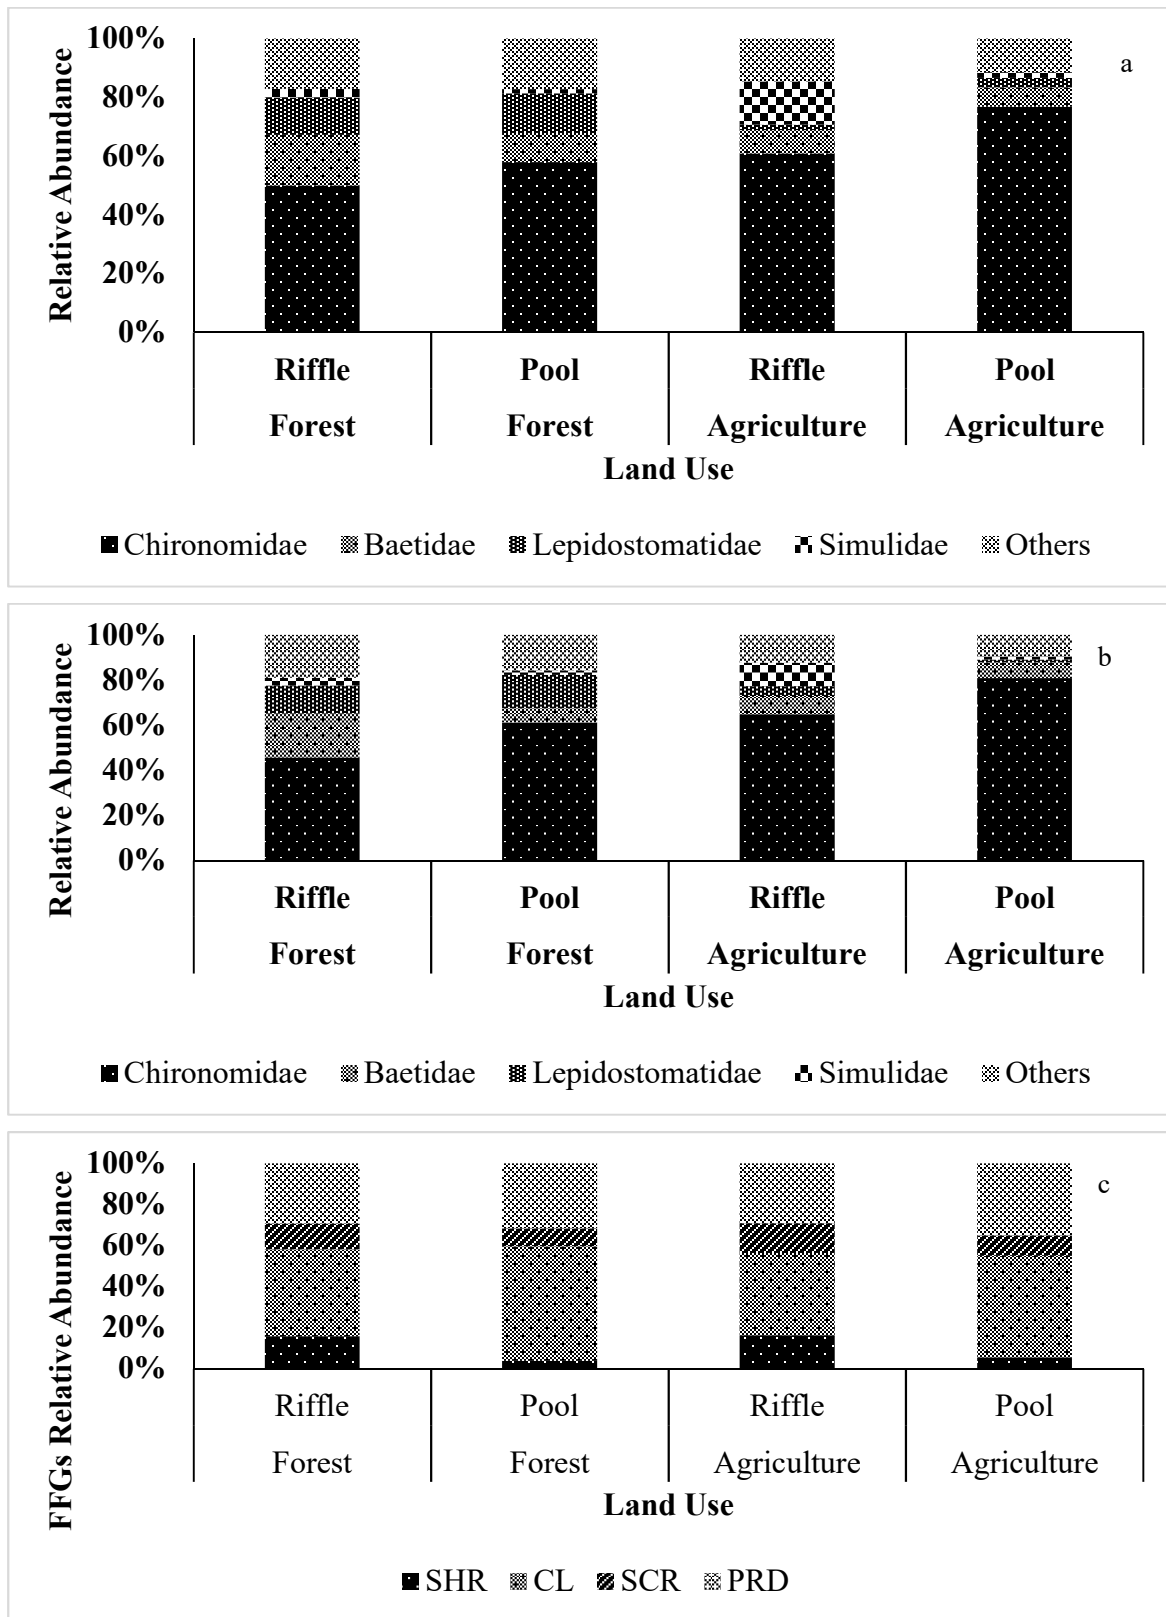 100%
80%
60%
40%
20%
0%
Relative Abundance
a
Riffle Pool Riffle Pool
Forest Forest Agriculture Agriculture
Land Use
Chironomidae Baetidae Lepidostomatidae Simulidae Others
100%
80%
60%
40%
20%
0%
Relative Abundance
b
Riffle Pool Riffle Pool
Forest Forest Agriculture Agriculture
Land Use
Chironomidae Baetidae Lepidostomatidae Simulidae Others
100%
80%
60%
40%
20%
0%
FFGs Relative Abundance
c
Riffle Pool Riffle Pool
Forest Forest Agriculture Agriculture
Land Use
SHR CL SCR PRD